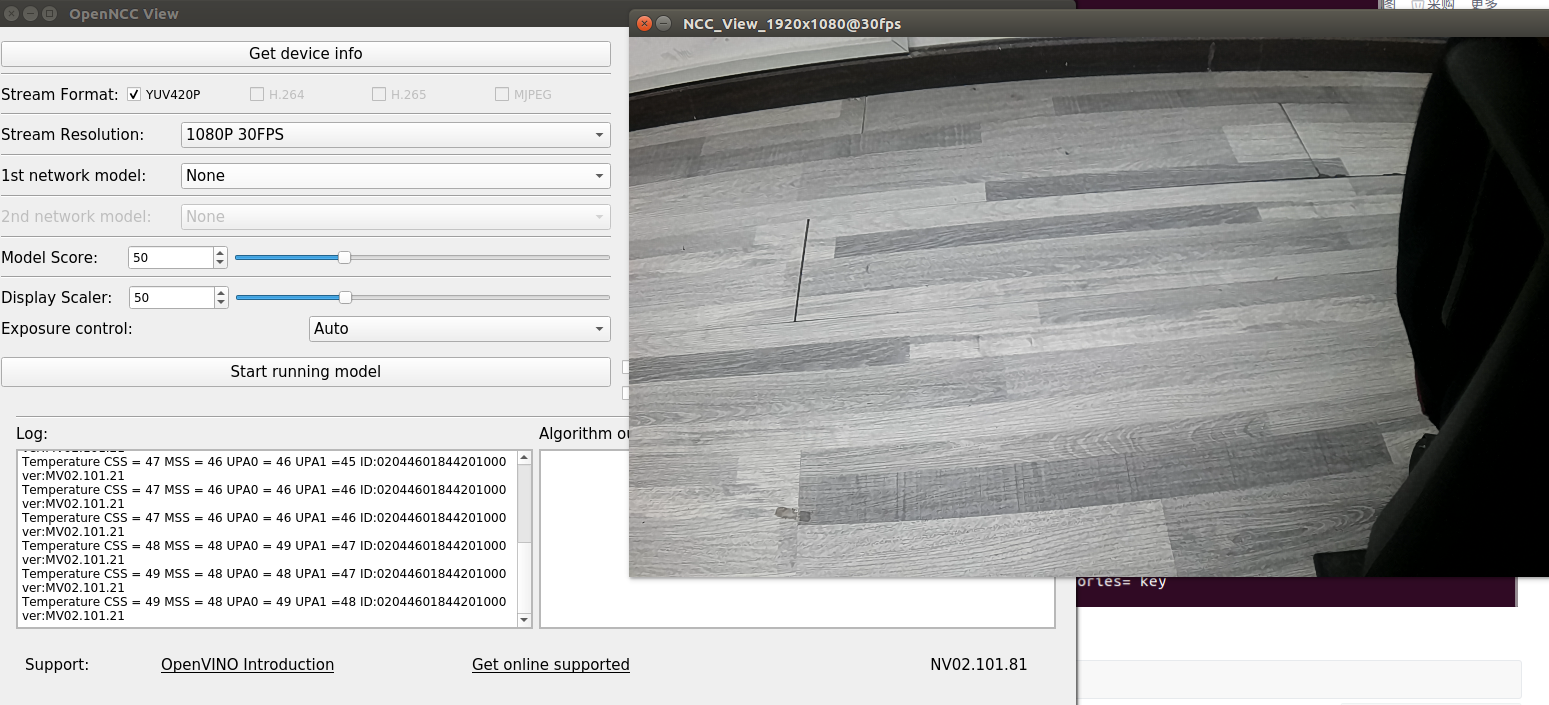 OpenNCC View
Get device info
Stream Format:
YUV420P
H.264
H.265
MJPEG
Stream Resolution:
1080P 30FPS
1st network model:
None
2nd network model:
None
Model Score:
50
Display Scaler:
50
Exposure control:
Auto
Start running model
Log:
Temperature CSS = 47 MSS = 46 UPA0 = 46 UPA1 =45 ID:02044601844201000
ver:MV02.101.21
Temperature CSS = 47 MSS = 46 UPA0 = 46 UPA1 =46 ID:02044601844201000
ver:MV02.101.21
Temperature CSS = 47 MSS = 46 UPA0 = 46 UPA1 =46 ID:02044601844201000
ver:MV02.101.21
Temperature CSS = 48 MSS = 48 UPA0 = 49 UPA1 =47 ID:02044601844201000
ver:MV02.101.21
Temperature CSS = 49 MSS = 48 UPA0 = 48 UPA1 =47 ID:02044601844201000
ver:MV02.101.21
Temperature CSS = 49 MSS = 48 UPA0 = 49 UPA1 =48 ID:02044601844201000
ver:MV02.101.21
Algorithm ou
Support:
OpenVINO Introduction
Get online supported
NV02.101.81
NCC_View_1920x1080@30fps
图 采购 更多
ories= key